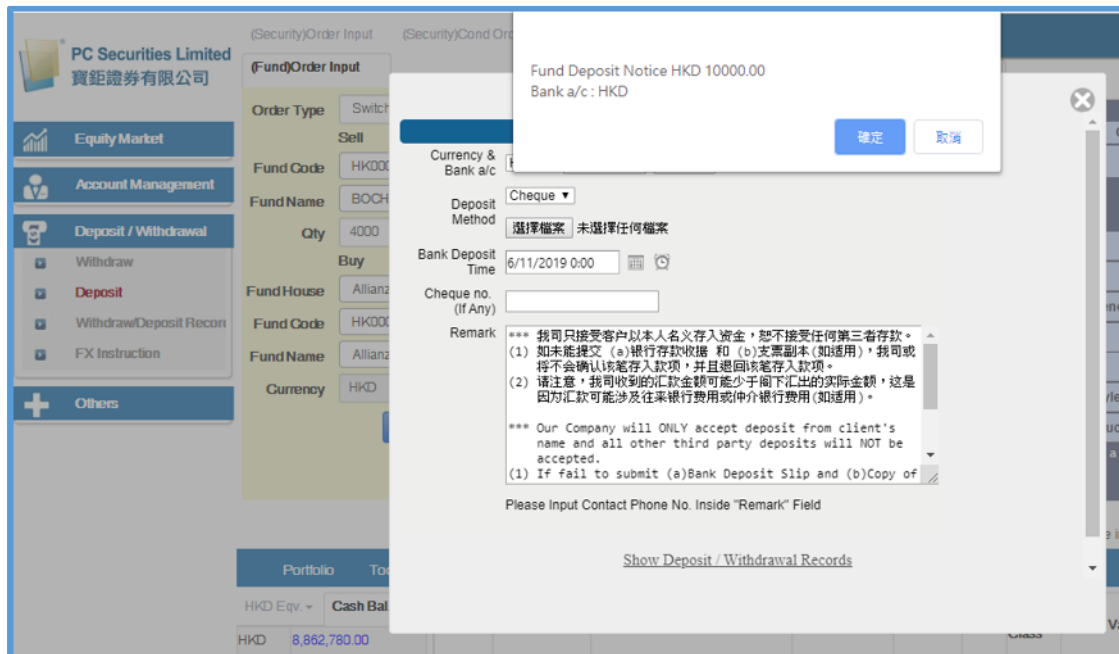 PC Securities Limited
寶鉅證券有限公司
Equity Market
Account Management
Deposit / Withdrawal
Withdraw
Deposit
Withdraw/Deposit Recor
FX Instruction
Others
(Security)Order Input
(Security)Cond Ord
(Fund)Order Input
Order Type Switch
Sell
Fund Code HK000
Fund Name BOCH
Qty 4000
Buy
Fund House Allianz
Fund Code HK000
Fund Name Allianz
Currency HKD
Fund Deposit Notice HKD 10000.00
Bank a/c : HKD
確定 取消
Currency &
Bank a/c
Deposit
Method
Cheque
選擇檔案 未選擇任何檔案
Bank Deposit
Time
6/11/2019 0:00
Cheque no.
(If Any)
Remark
*** 我司只接受客户以本人名义存入资金，恕不接受任何第三者存款。
(1) 如未能提交 (a)银行存款收据 和 (b)支票副本(如适用)，我司或
将不会确认该笔存入款项，并且退回该笔存入款项。
(2) 请注意，我司收到的汇款金额可能少于阁下汇出的实际金额，这是
因为汇款可能涉及往来银行费用或仲介银行费用(如适用)。
*** Our Company will ONLY accept deposit from client's
name and all other third party deposits will NOT be
accepted.
(1) If fail to submit (a)Bank Deposit Slip and (b)Copy of
Please Input Contact Phone No. Inside "Remark" Field
Show Deposit / Withdrawal Records
Portfolio
HKD Eqv.
Cash Bal
HKD 8,862,780.00